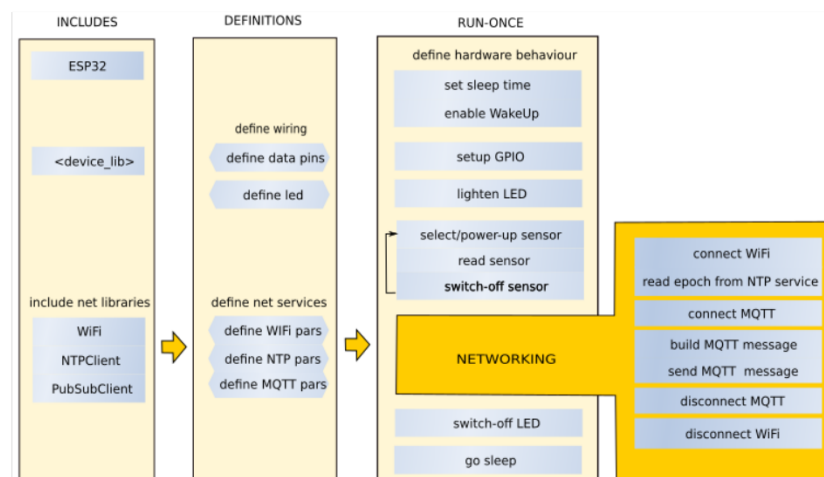 INCLUDES
ESP32
<device_lib>
include net libraries
WiFi
NTPClient
PubSubClient
DEFINITIONS
define wiring
define data pins
define led
define net services
define WIFi pars
define NTP pars
define MQTT pars
RUN-ONCE
define hardware behaviour
set sleep time
enable WakeUp
setup GPIO
lighten LED
select/power-up sensor
read sensor
switch-off sensor
NETWORKING
connect WiFi
read epoch from NTP service
connect MQTT
build MQTT message
send MQTT message
disconnect MQTT
disconnect WiFi
switch-off LED
go sleep